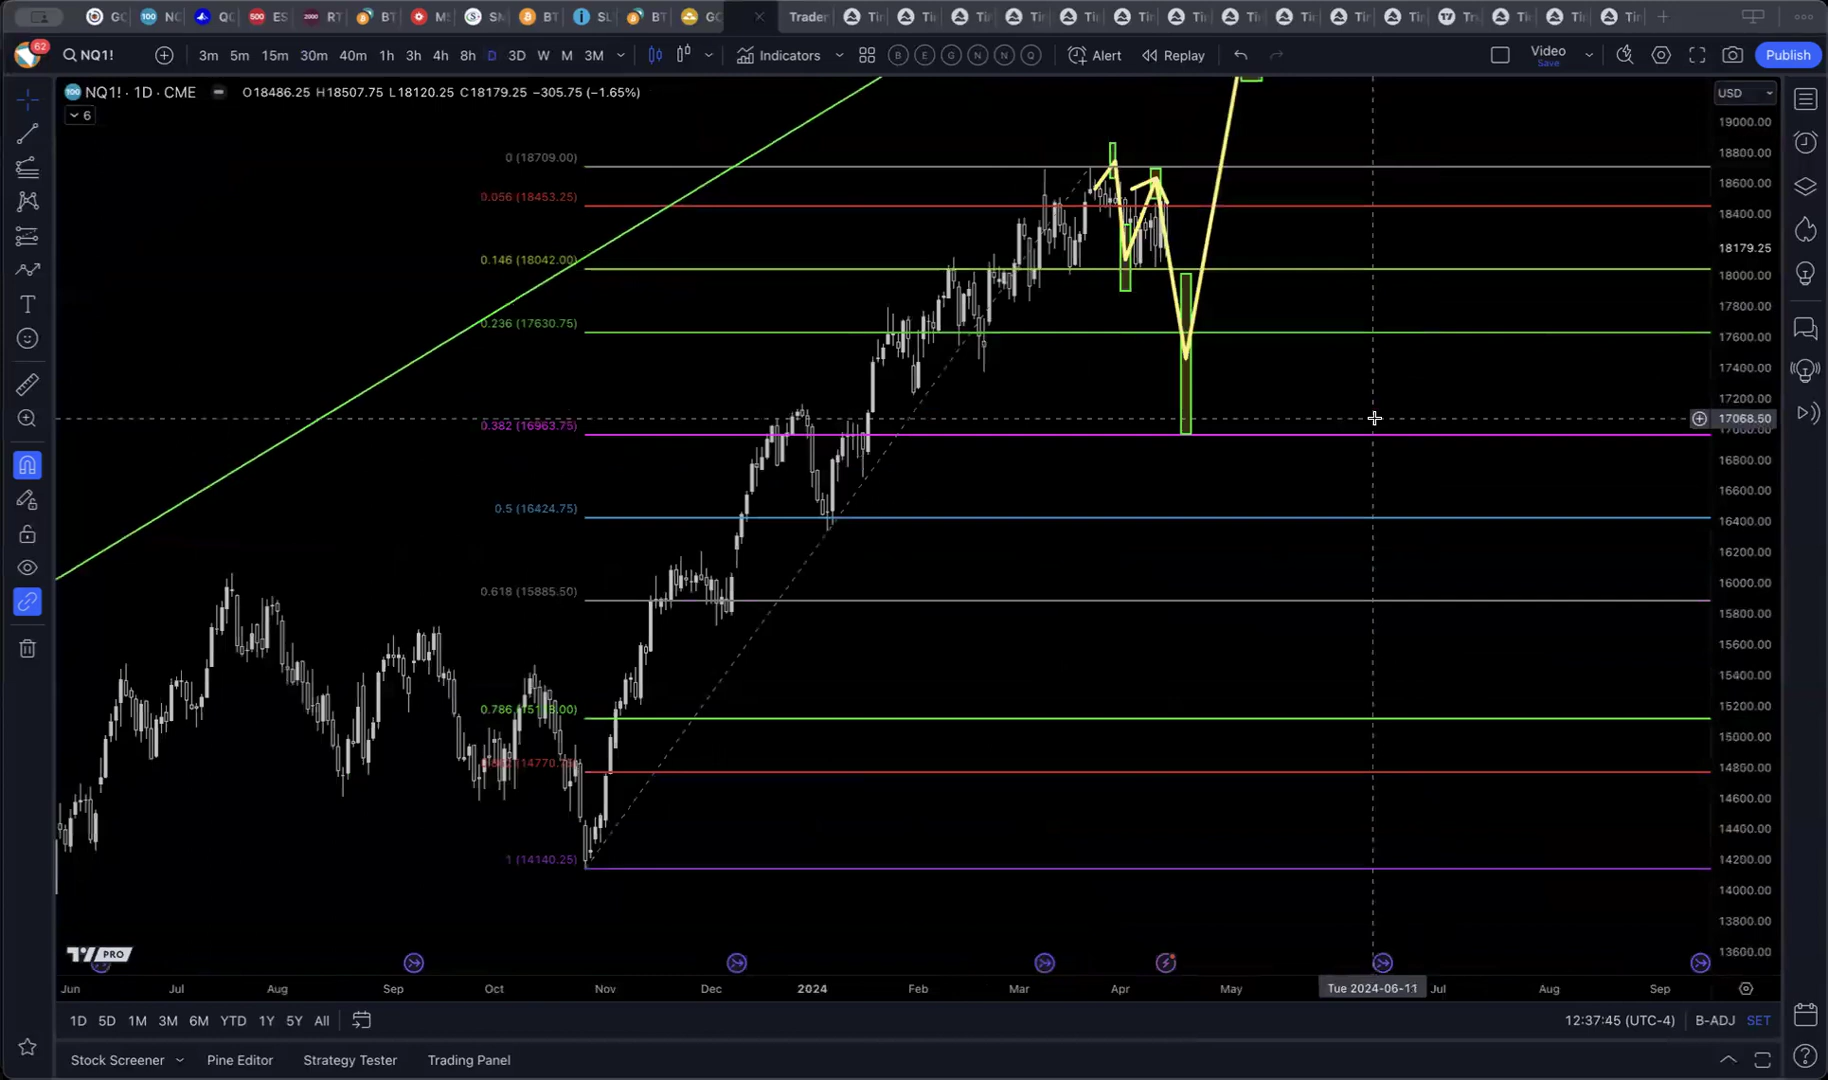 62
NQ1!
3m 5m 15m 30m 40m 1h 3h 4h 8h D 3D W M 3M
Indicators
B E G N N Q
Alert
Replay
Video
Save
Publish
NQ1! · 1D · CME
O18486.25 H18507.75 L18120.25 C18179.25 −305.75 (−1.65%)
6
USD
0 (18709.00)
0.056 (18453.25)
0.146 (18042.00)
0.236 (17630.75)
0.382 (16963.75)
0.5 (16424.75)
0.618 (15885.50)
1 (14140.25)
19000.00
18800.00
18600.00
18400.00
18179.25
18000.00
17800.00
17600.00
17400.00
17200.00
17068.50
16800.00
16600.00
16400.00
16200.00
16000.00
15800.00
15600.00
15400.00
15200.00
15000.00
14800.00
14600.00
14400.00
14200.00
14000.00
13800.00
13600.00
PRO
Jun Jul Aug Sep Oct Nov Dec 2024 Feb Mar Apr May Tue 2024-06-11 Jul Aug Sep
1D 5D 1M 3M 6M YTD 1Y 5Y All
12:37:45 (UTC-4) B-ADJ SET
Stock Screener Pine Editor Strategy Tester Trading Panel